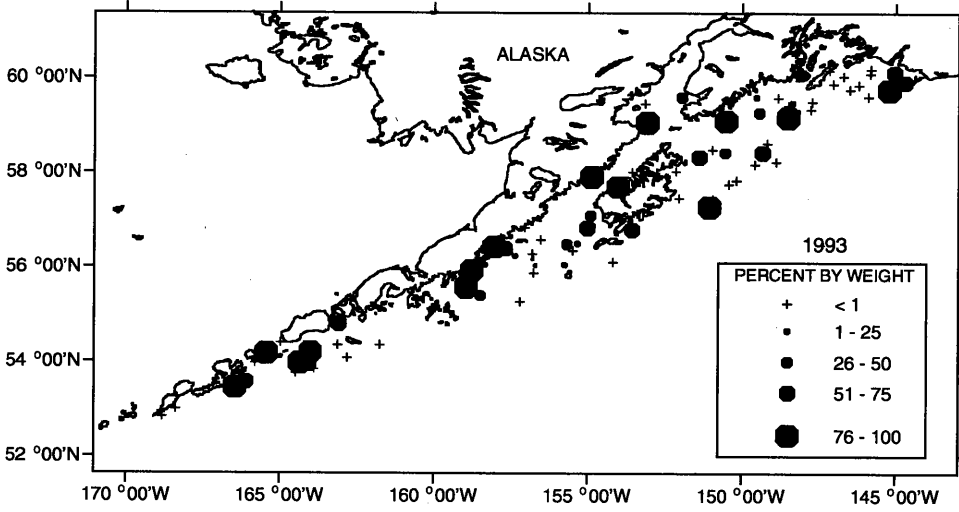 ALASKA
60 °00'N
58 °00'N
56 °00'N
54 °00'N
52 °00'N
1993
PERCENT BY WEIGHT
+ < 1
1 - 25
26 - 50
51 - 75
76 - 100
170 °00'W 165 °00'W 160 °00'W 155 °00'W 150 °00'W 145 °00'W